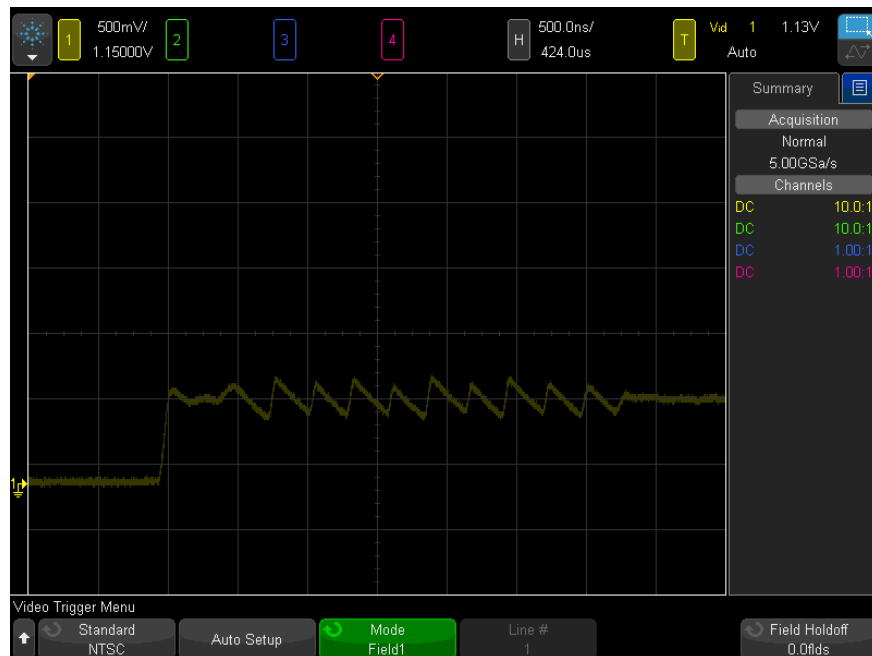 1 500mV/ 2 3 4 H 500.0ns/ T Vid 1 1.13V
1.15000V 424.0us Auto
Summary
Acquisition
Normal
5.00GSa/s
Channels
DC 10.0:1
DC 10.0:1
DC 1.00:1
DC 1.00:1
1
Video Trigger Menu
Standard Mode Line # Field Holdoff
NTSC Auto Setup Field1 1 0.0flds